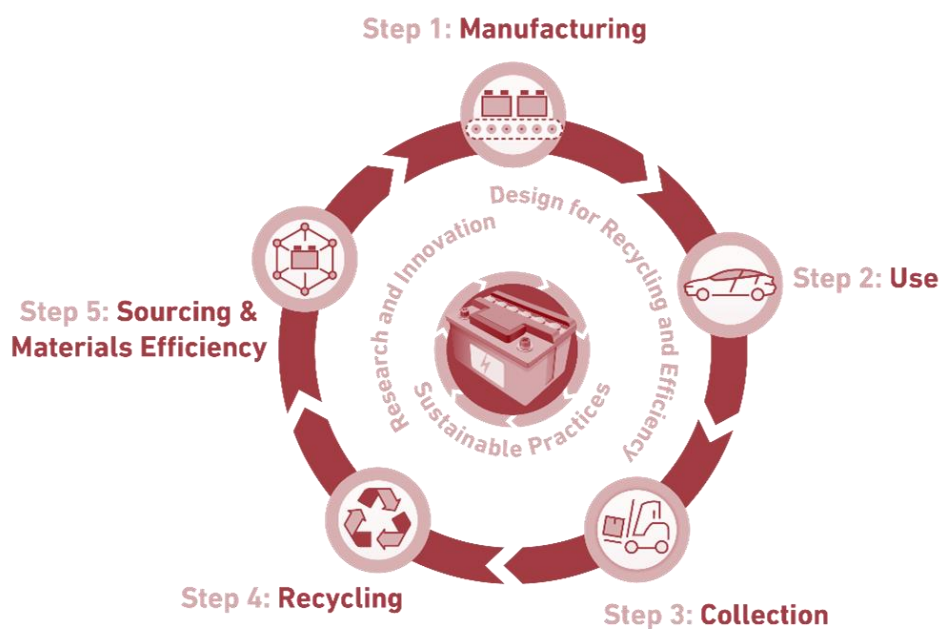 Step 1: Manufacturing
Design for Recycling and Efficiency
Research and Innovation
Step 2: Use
Step 5: Sourcing &
Materials Efficiency
Sustainable Practices
Step 4: Recycling
Step 3: Collection